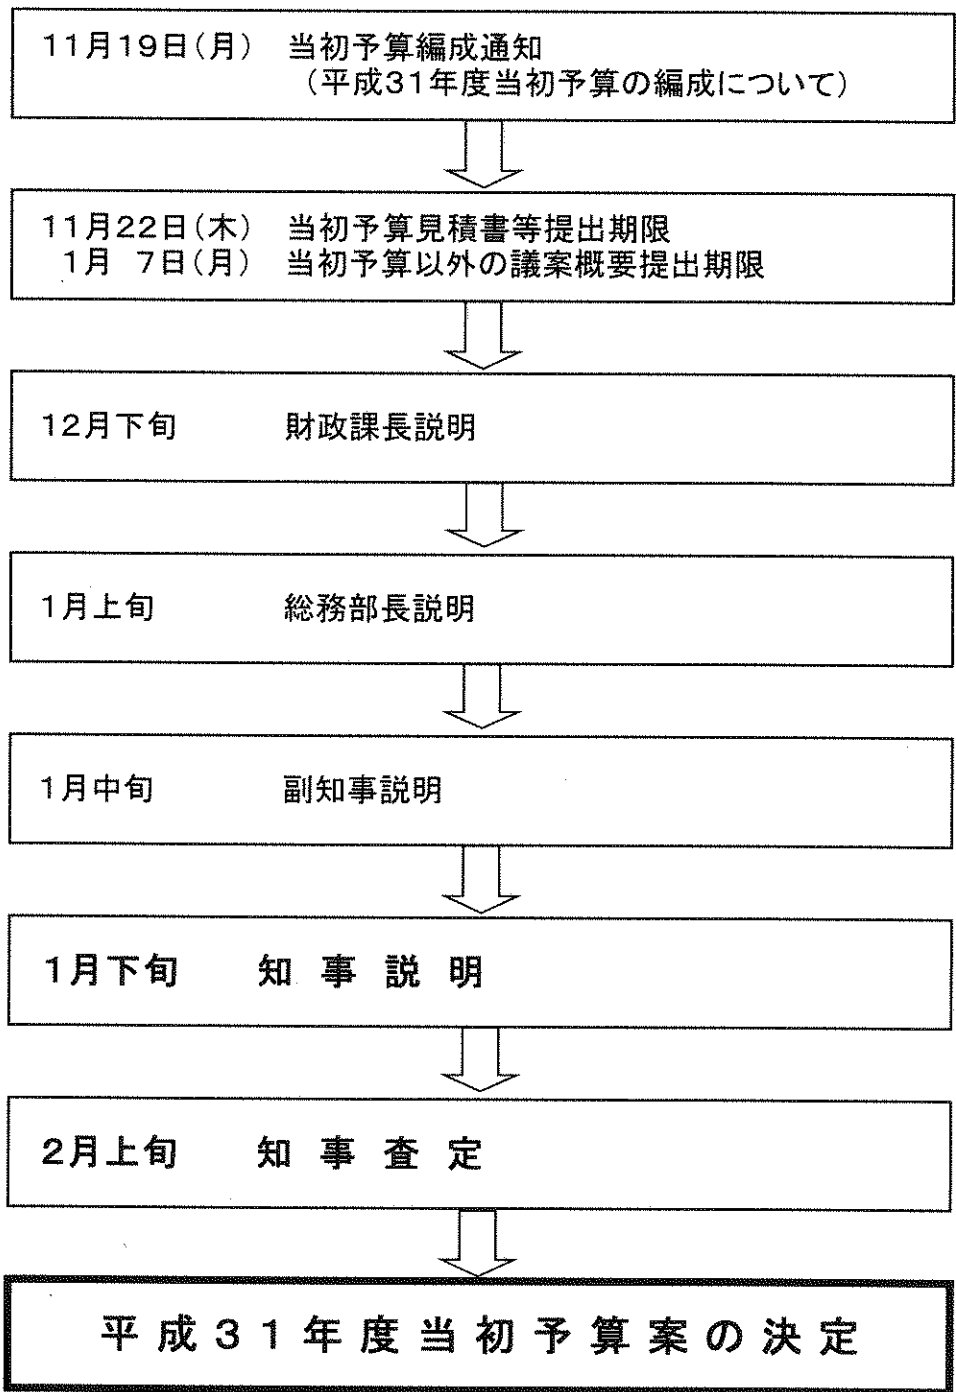 11月19日(月) 当初予算編成通知
(平成31年度当初予算の編成について)
11月22日(木) 当初予算見積書等提出期限
1月 7日(月) 当初予算以外の議案概要提出期限
12月下旬 財政課長説明
1月上旬 総務部長説明
1月中旬 副知事説明
1月下旬 知事説明
2月上旬 知事査定
平成31年度当初予算案の決定